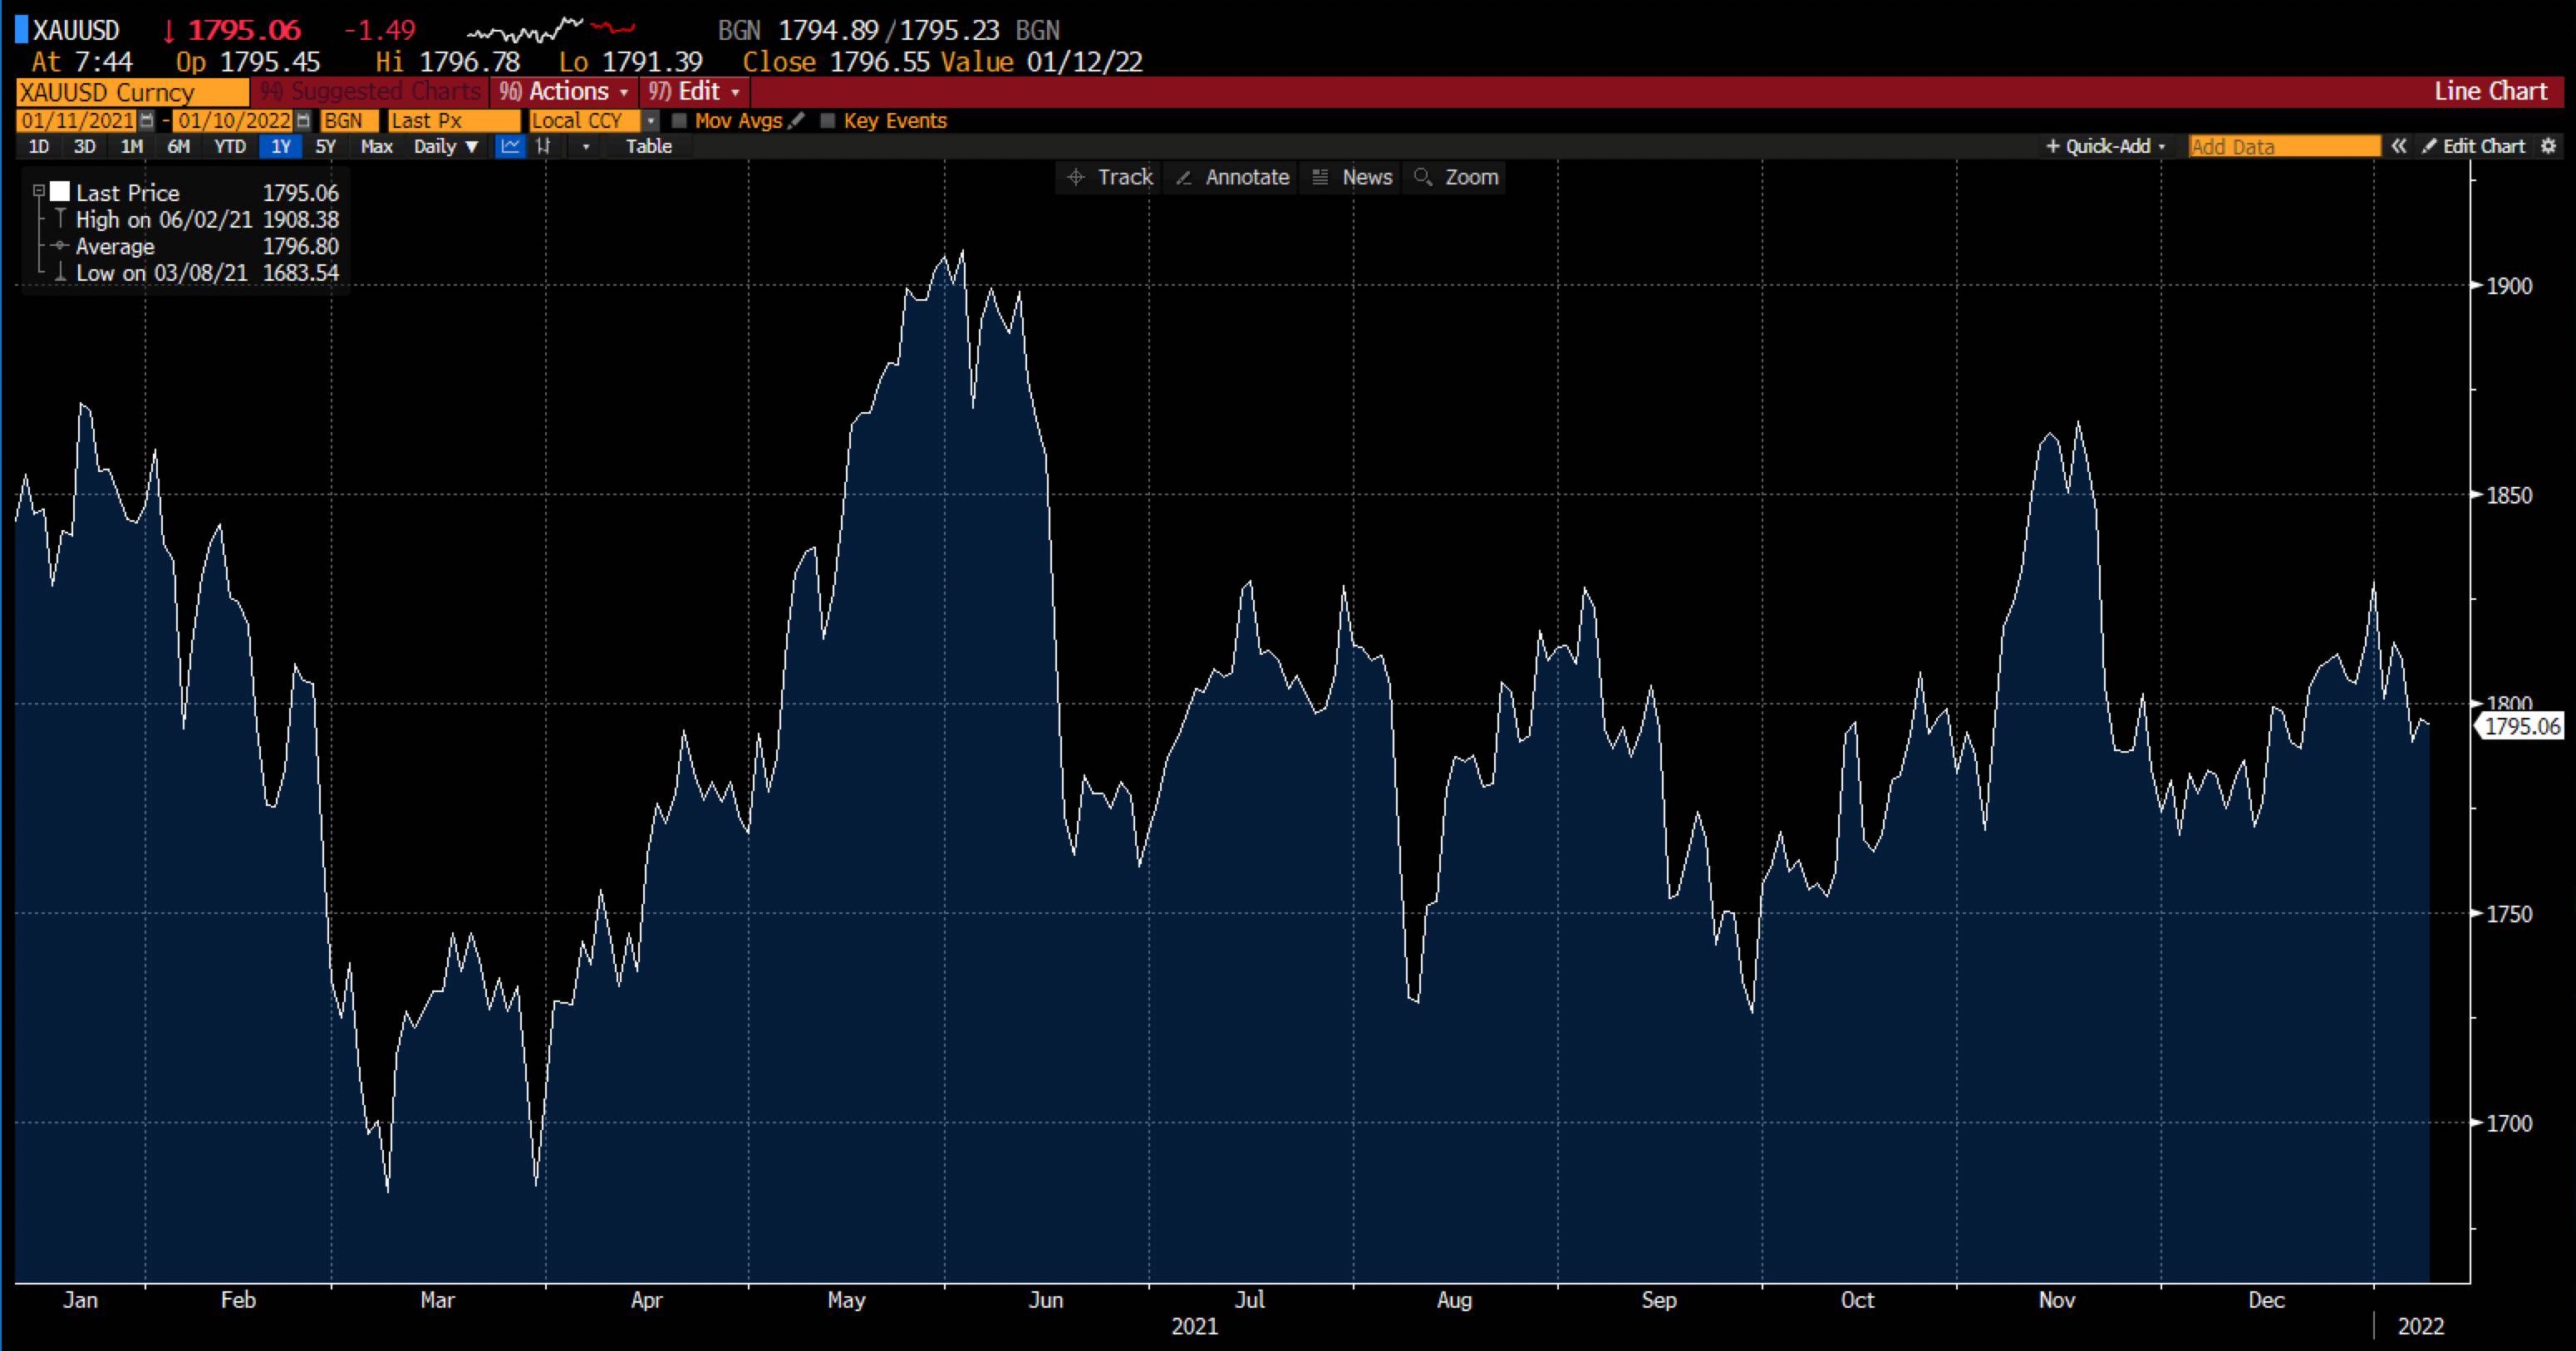 XAUUSD ↓ 1795.06 -1.49 BGN 1794.89/1795.23 BGN
At 7:44 Op 1795.45 Hi 1796.78 Lo 1791.39 Close 1796.55 Value 01/12/22
XAUUSD Curncy 94) Suggested Charts 96) Actions 97) Edit Line Chart
01/11/2021 - 01/10/2022 BGN Last Px Local CCY Mov Avgs Key Events
1D 3D 1M 6M YTD 1Y 5Y Max Daily ▼ Table + Quick-Add Add Data « Edit Chart
Track Annotate News Zoom
Last Price 1795.06
High on 06/02/21 1908.38
Average 1796.80
Low on 03/08/21 1683.54
1900
1850
1800
1795.06
1750
1700
Jan Feb Mar Apr May Jun Jul Aug Sep Oct Nov Dec
2021 2022